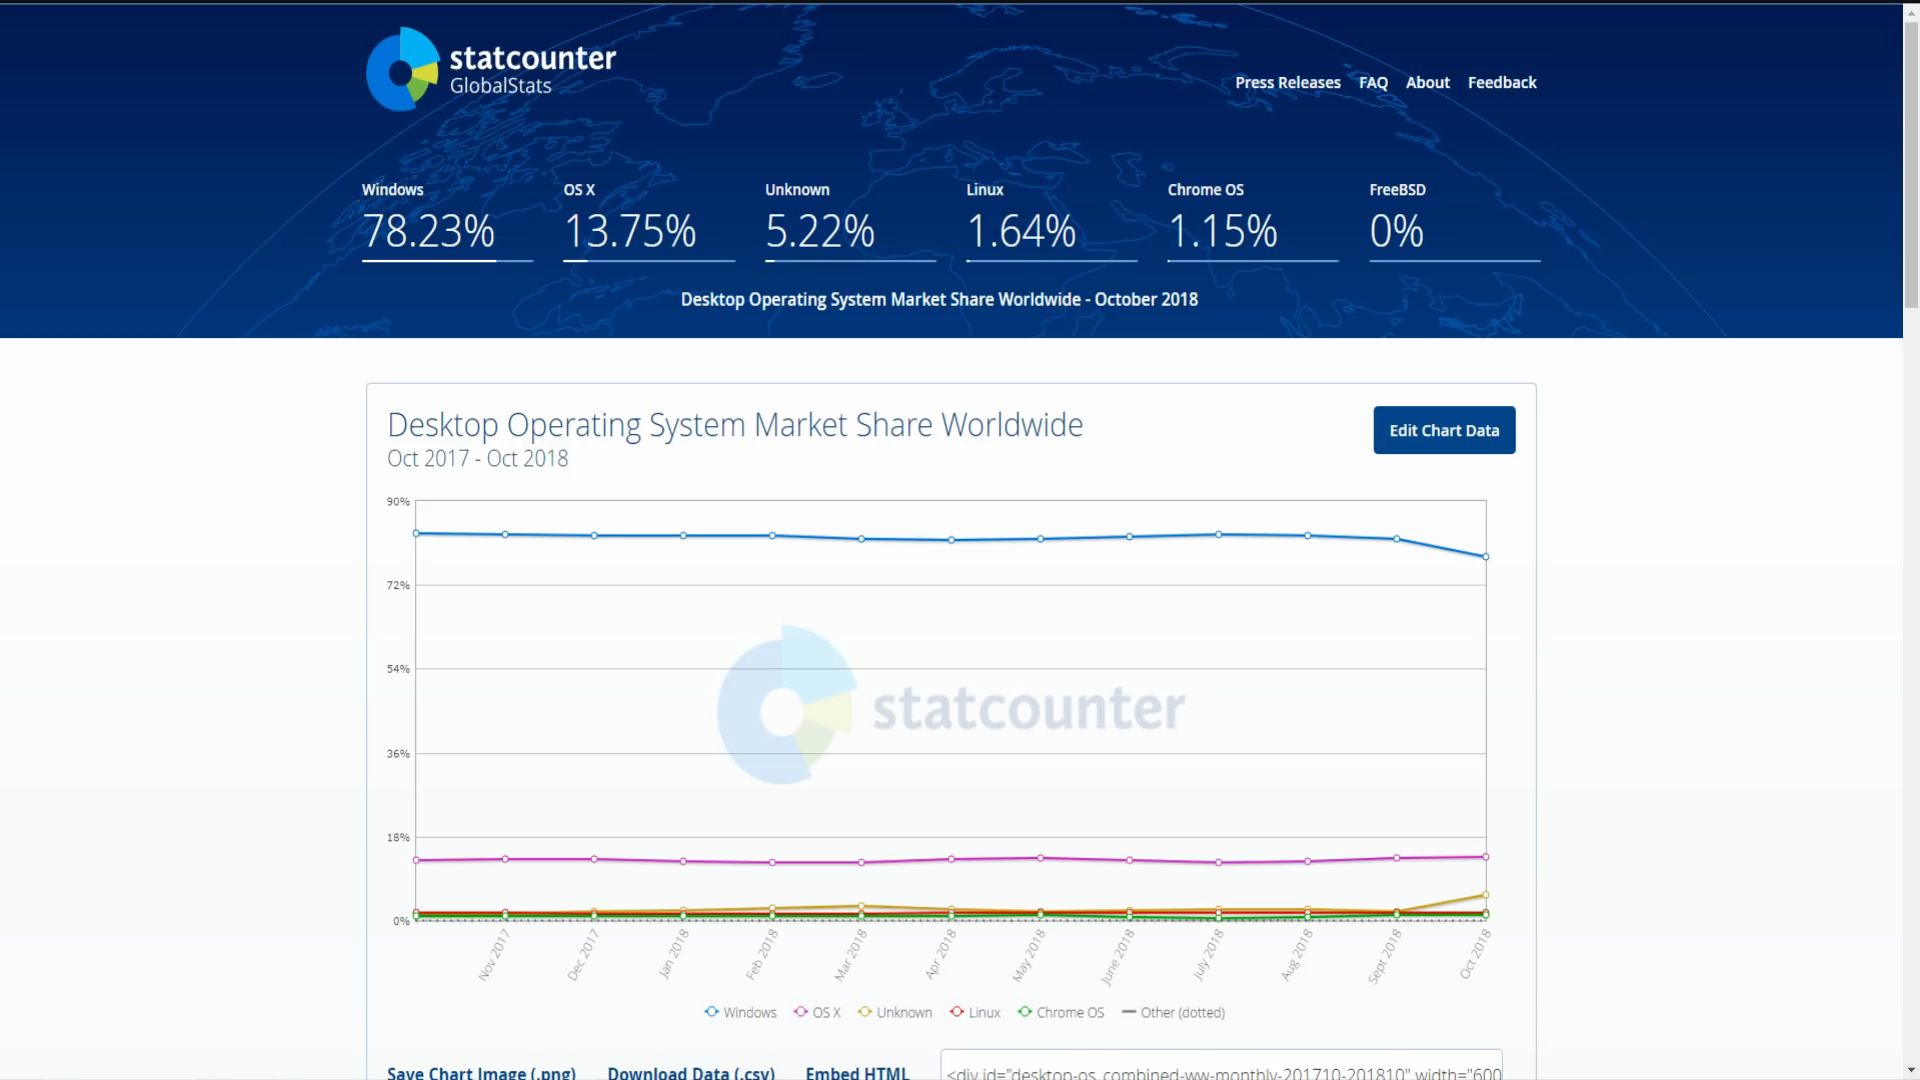 statcounter
GlobalStats
Press Releases FAQ About Feedback
Windows OS X Unknown Linux Chrome OS FreeBSD
78.23% 13.75% 5.22% 1.64% 1.15% 0%
Desktop Operating System Market Share Worldwide - October 2018
Desktop Operating System Market Share Worldwide
Edit Chart Data
Oct 2017 - Oct 2018
90%
72%
54%
statcounter
36%
18%
0%
Nov 2017 Dec 2017 Jan 2018 Feb 2018 Mar 2018 Apr 2018 May 2018 June 2018 July 2018 Aug 2018 Sept 2018 Oct 2018
Windows OS X Unknown Linux Chrome OS Other (dotted)
Save Chart Image (.png) Download Data (.csv) Embed HTML <div id="desktop-os_combined-ww-monthly-201710-201810" width="600